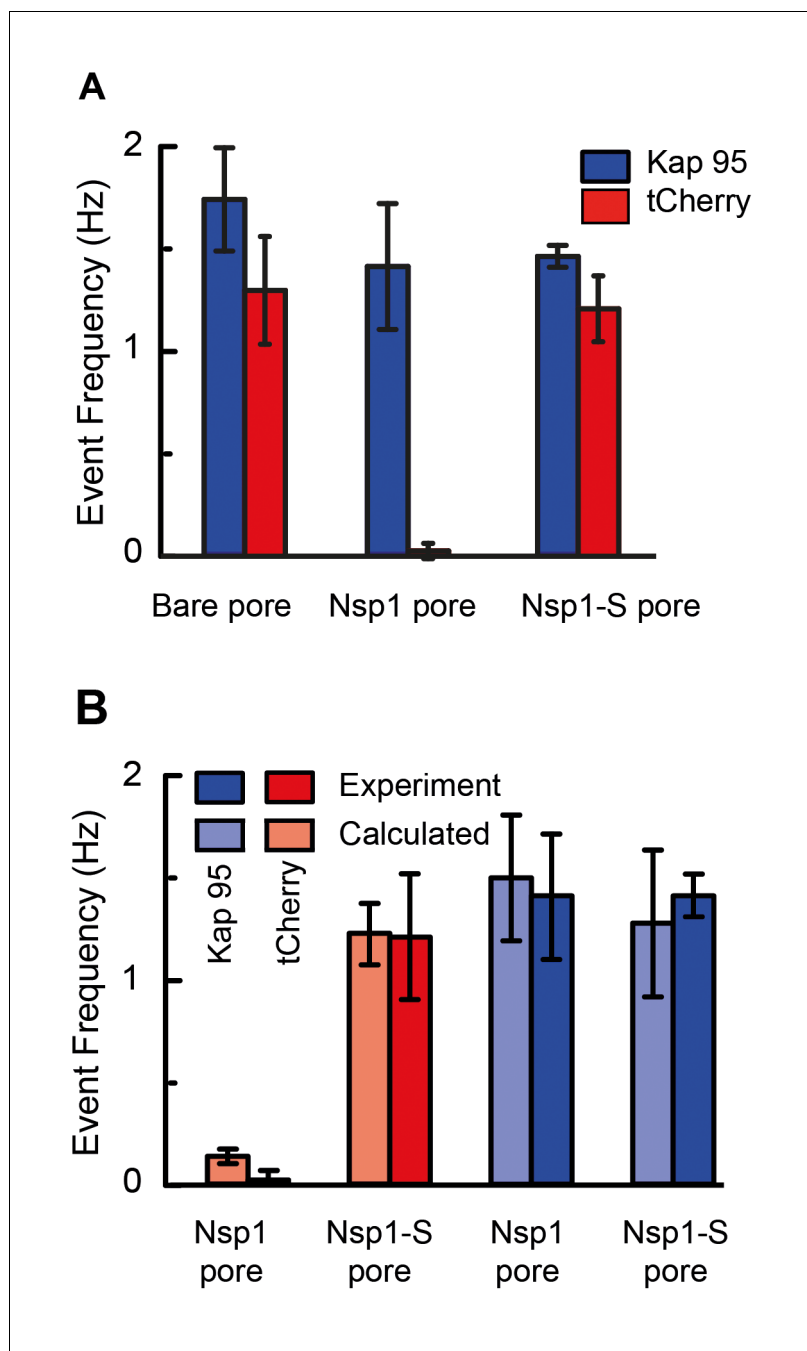 A
2
1
0
Event Frequency (Hz)
Kap 95
tCherry
Bare pore
Nsp1 pore
Nsp1-S pore
B
2
1
0
Event Frequency (Hz)
Experiment
Calculated
Kap 95
tCherry
Nsp1
pore
Nsp1-S
pore
Nsp1
pore
Nsp1-S
pore